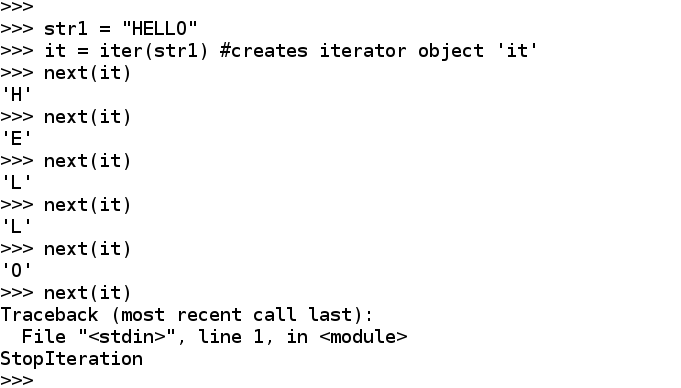 >>>
>>> str1 = "HELLO"
>>> it = iter(str1) #creates iterator object 'it'
>>> next(it)
'H'
>>> next(it)
'E'
>>> next(it)
'L'
>>> next(it)
'L'
>>> next(it)
'O'
>>> next(it)
Traceback (most recent call last):
  File "<stdin>", line 1, in <module>
StopIteration
>>>